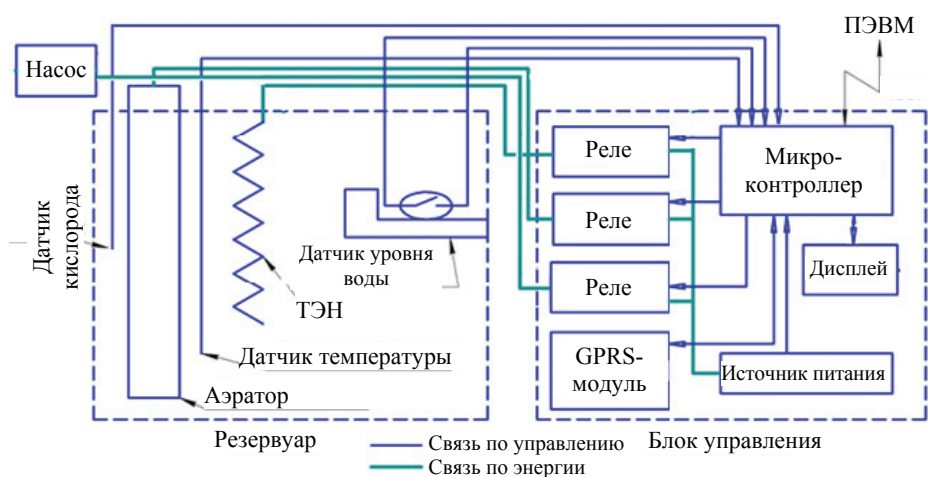 ПЭВМ
Насос
Реле
Микро-
контроллер
Реле
Датчик
кислорода
Датчик уровня
воды
Дисплей
ТЭН
Реле
Датчик температуры
GPRS-
модуль
Источник питания
Аэратор
Резервуар
Связь по управлению
Блок управления
Связь по энергии